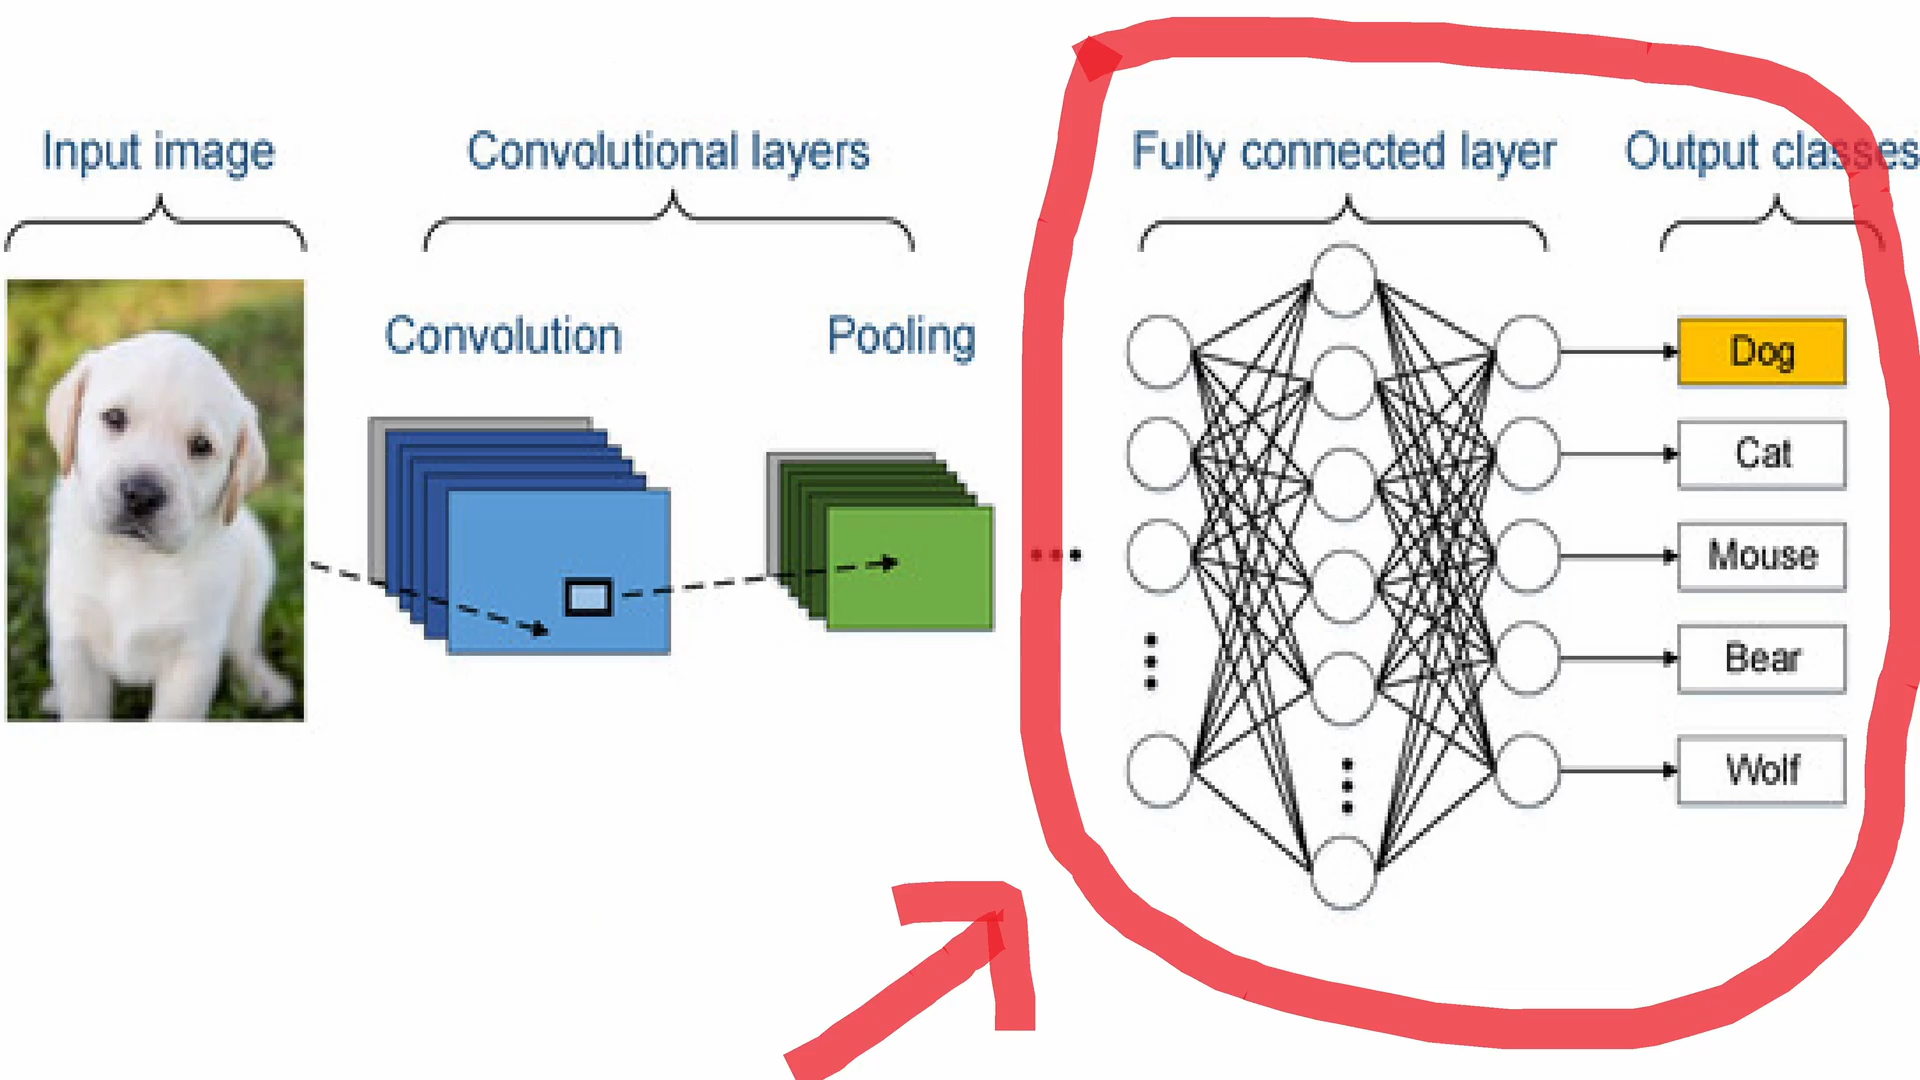 Input image
Convolutional layers
Fully connected layer
Output classes
Convolution
Pooling
Dog
Cat
Mouse
Bear
Wolf